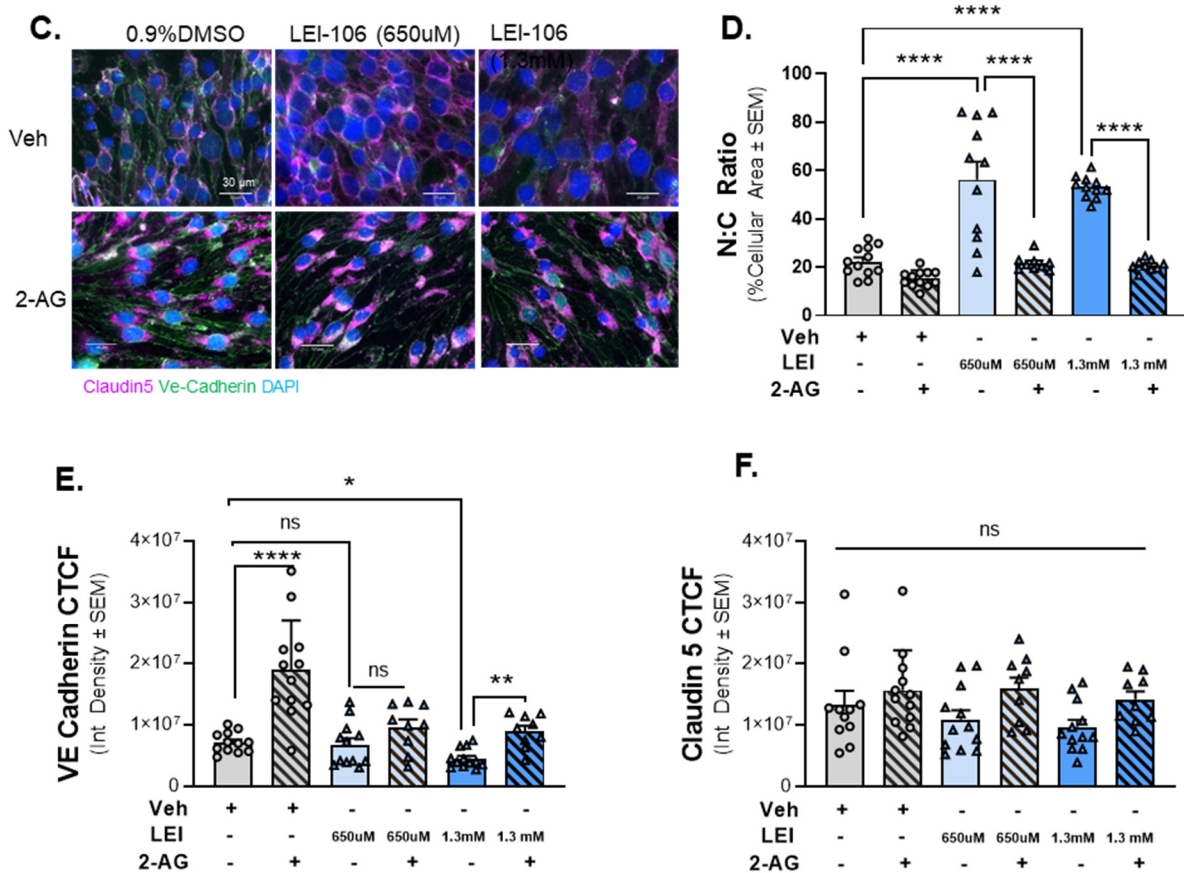 C.
0.9%DMSO LEI-106 (650uM) LEI-106 (1.3mM)
Veh
30 μm
2-AG
Claudin5 Ve-Cadherin DAPI
D.
**** 
**** ****
****
N:C Ratio
(%Cellular Area ± SEM)
100
80
60
40
20
0
Veh + + - - - -
LEI - - 650uM 650uM 1.3mM 1.3 mM
2-AG - + - + - +
E.
*
ns
****
ns
**
VE Cadherin CTCF
(Int Density ± SEM)
4×10⁷
3×10⁷
2×10⁷
1×10⁷
0
Veh + + - - - -
LEI - - 650uM 650uM 1.3mM 1.3 mM
2-AG - + - + - +
F.
ns
Claudin 5 CTCF
(Int Density ± SEM)
4×10⁷
3×10⁷
2×10⁷
1×10⁷
0
Veh + + - - - -
LEI - - 650uM 650uM 1.3mM 1.3 mM
2-AG - + - + - +